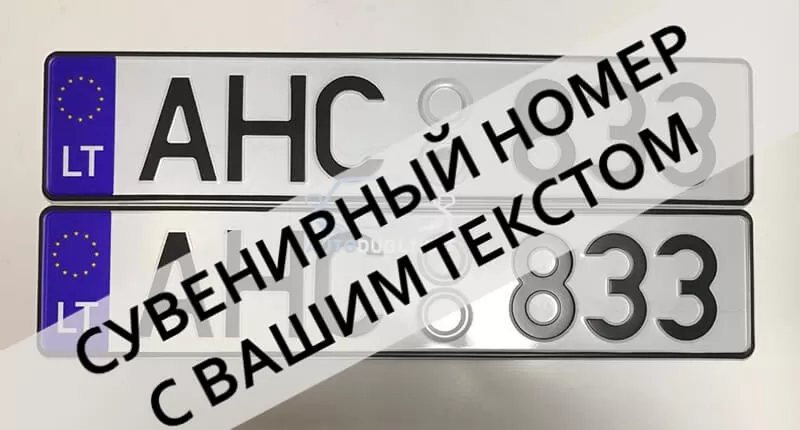 LT AHC 833
LT AHC 833
СУВЕНИРНЫЙ НОМЕР
С ВАШИМ ТЕКСТОМ